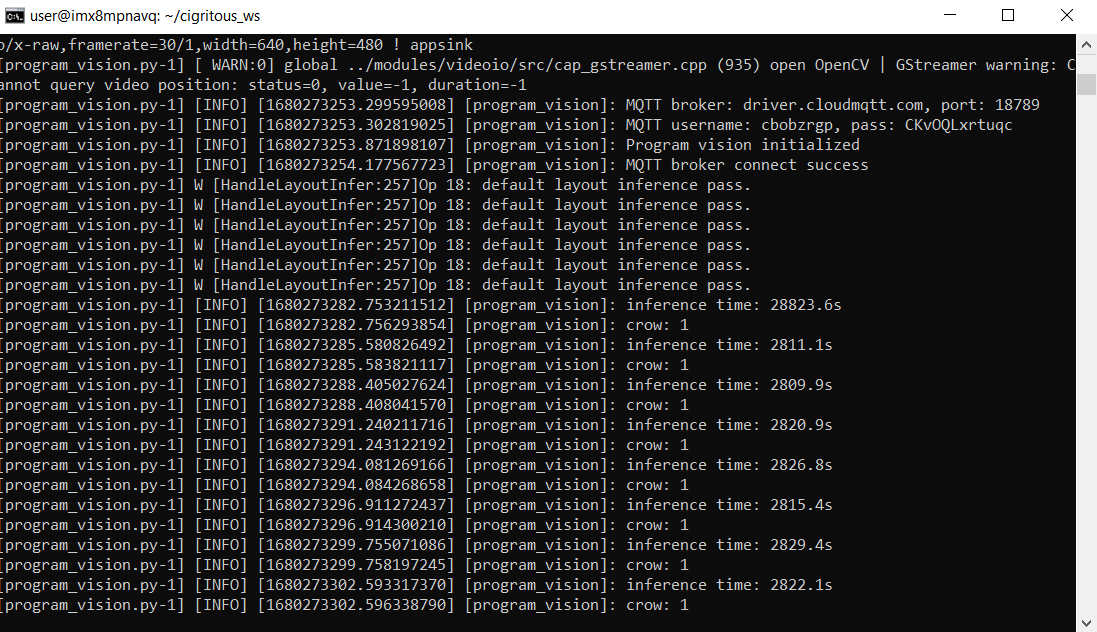 user@imx8mpnavq: ~/cigritous_ws
o/x-raw,framerate=30/1,width=640,height=480 ! appsink
[program_vision.py-1] [ WARN:0] global ../modules/videoio/src/cap_gstreamer.cpp (935) open OpenCV | GStreamer warning: C
annot query video position: status=0, value=-1, duration=-1
[program_vision.py-1] [INFO] [1680273253.299595008] [program_vision]: MQTT broker: driver.cloudmqtt.com, port: 18789
[program_vision.py-1] [INFO] [1680273253.302819025] [program_vision]: MQTT username: cbobzrgp, pass: CKvOQLxrtuqc
[program_vision.py-1] [INFO] [1680273253.871898107] [program_vision]: Program vision initialized
[program_vision.py-1] [INFO] [1680273254.177567723] [program_vision]: MQTT broker connect success
[program_vision.py-1] W [HandleLayoutInfer:257]Op 18: default layout inference pass.
[program_vision.py-1] W [HandleLayoutInfer:257]Op 18: default layout inference pass.
[program_vision.py-1] W [HandleLayoutInfer:257]Op 18: default layout inference pass.
[program_vision.py-1] W [HandleLayoutInfer:257]Op 18: default layout inference pass.
[program_vision.py-1] W [HandleLayoutInfer:257]Op 18: default layout inference pass.
[program_vision.py-1] W [HandleLayoutInfer:257]Op 18: default layout inference pass.
[program_vision.py-1] [INFO] [1680273282.753211512] [program_vision]: inference time: 28823.6s
[program_vision.py-1] [INFO] [1680273282.756293854] [program_vision]: crow: 1
[program_vision.py-1] [INFO] [1680273285.580826492] [program_vision]: inference time: 2811.1s
[program_vision.py-1] [INFO] [1680273285.583821117] [program_vision]: crow: 1
[program_vision.py-1] [INFO] [1680273288.405027624] [program_vision]: inference time: 2809.9s
[program_vision.py-1] [INFO] [1680273288.408041570] [program_vision]: crow: 1
[program_vision.py-1] [INFO] [1680273291.240211716] [program_vision]: inference time: 2820.9s
[program_vision.py-1] [INFO] [1680273291.243122192] [program_vision]: crow: 1
[program_vision.py-1] [INFO] [1680273294.081269166] [program_vision]: inference time: 2826.8s
[program_vision.py-1] [INFO] [1680273294.084268658] [program_vision]: crow: 1
[program_vision.py-1] [INFO] [1680273296.911272437] [program_vision]: inference time: 2815.4s
[program_vision.py-1] [INFO] [1680273296.914300210] [program_vision]: crow: 1
[program_vision.py-1] [INFO] [1680273299.755071086] [program_vision]: inference time: 2829.4s
[program_vision.py-1] [INFO] [1680273299.758197245] [program_vision]: crow: 1
[program_vision.py-1] [INFO] [1680273302.593317370] [program_vision]: inference time: 2822.1s
[program_vision.py-1] [INFO] [1680273302.596338790] [program_vision]: crow: 1